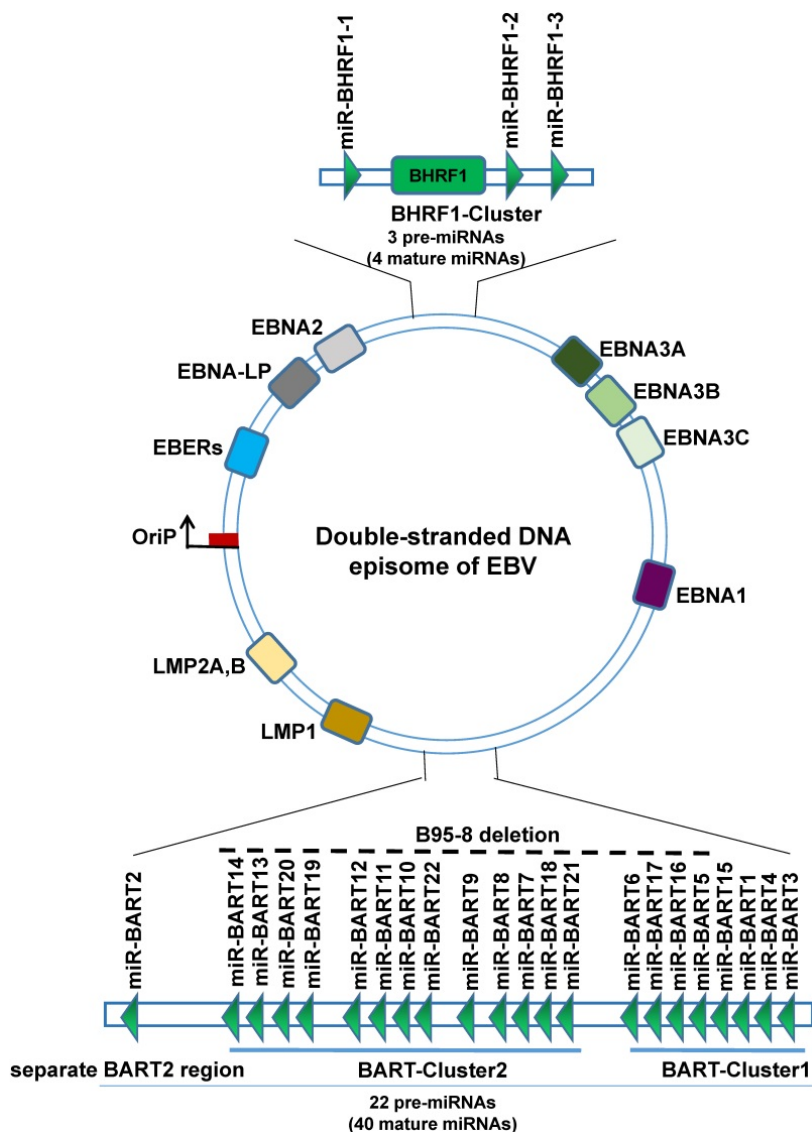 miR-BHRF1-1
miR-BHRF1-2
miR-BHRF1-3
BHRF1
BHRF1-Cluster
3 pre-miRNAs
(4 mature miRNAs)
EBNA2
EBNA-LP
EBERs
OriP
LMP2A,B
LMP1
EBNA3A
EBNA3B
EBNA3C
EBNA1
Double-stranded DNA
episome of EBV
B95-8 deletion
miR-BART2
miR-BART14
miR-BART13
miR-BART20
miR-BART19
miR-BART12
miR-BART11
miR-BART10
miR-BART22
miR-BART9
miR-BART8
miR-BART7
miR-BART18
miR-BART21
miR-BART6
miR-BART17
miR-BART16
miR-BART5
miR-BART15
miR-BART1
miR-BART4
miR-BART3
separate BART2 region
BART-Cluster2
BART-Cluster1
22 pre-miRNAs
(40 mature miRNAs)